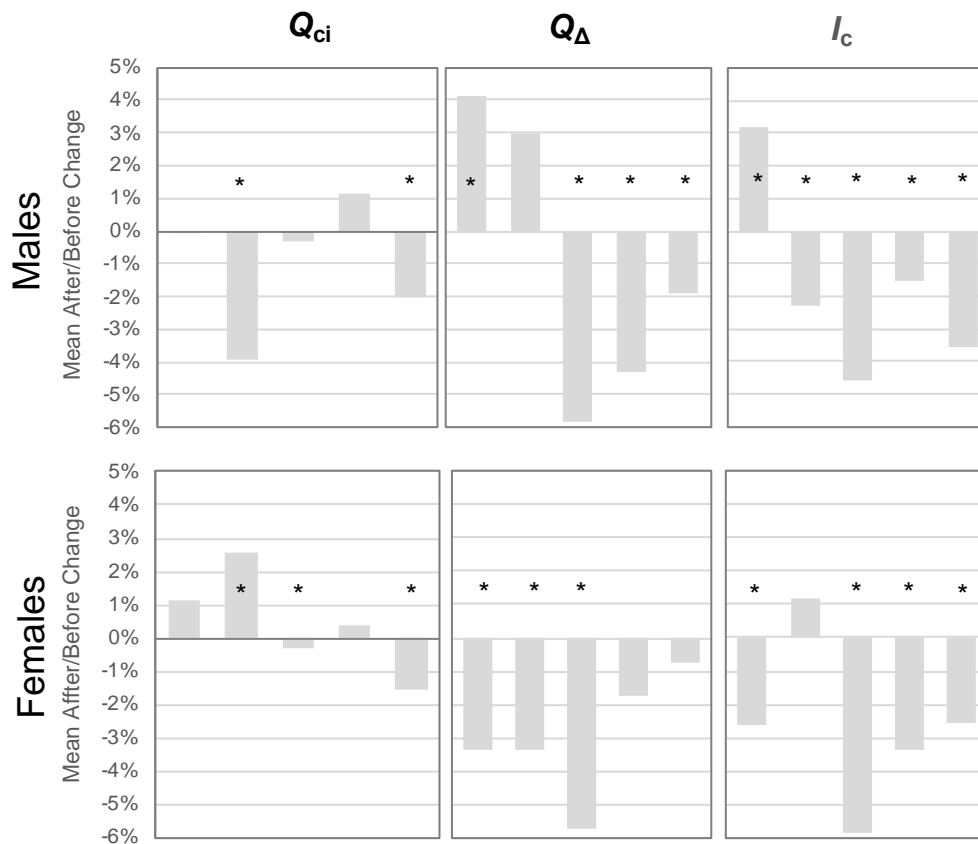 Qci QΔ Ic
Males
Mean After/Before Change
5%
4%
3%
2%
1%
0%
-1%
-2%
-3%
-4%
-5%
-6%
* *
* * * *
* * * * *
Females
Mean Affter/Before Change
5%
4%
3%
2%
1%
0%
-1%
-2%
-3%
-4%
-5%
-6%
* * *
* * *
* * * *